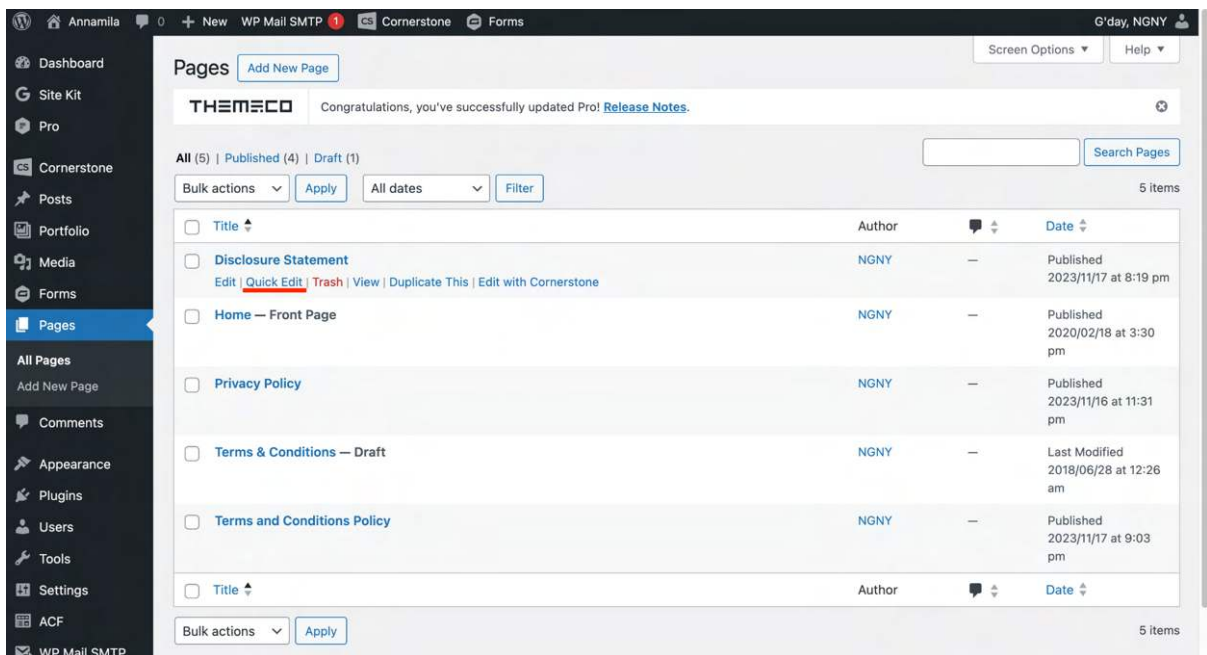 Annamila 0 + New WP Mail SMTP 1 CS Cornerstone Forms G'day, NGNY
Dashboard
Site Kit
Pro
CS Cornerstone
Posts
Portfolio
Media
Forms
Pages
All Pages
Add New Page
Comments
Appearance
Plugins
Users
Tools
Settings
ACF
WP Mail SMTP
Screen Options ▼ Help ▼
Pages Add New Page
THEMECO Congratulations, you've successfully updated Pro! Release Notes.
All (5) | Published (4) | Draft (1)
Search Pages
Bulk actions Apply All dates Filter 5 items
Title Author Date
Disclosure Statement NGNY — Published
2023/11/17 at 8:19 pm
Edit | Quick Edit | Trash | View | Duplicate This | Edit with Cornerstone
Home — Front Page NGNY — Published
2020/02/18 at 3:30
pm
Privacy Policy NGNY — Published
2023/11/16 at 11:31
pm
Terms & Conditions — Draft NGNY — Last Modified
2018/06/28 at 12:26
am
Terms and Conditions Policy NGNY — Published
2023/11/17 at 9:03
pm
Title Author Date
Bulk actions Apply 5 items